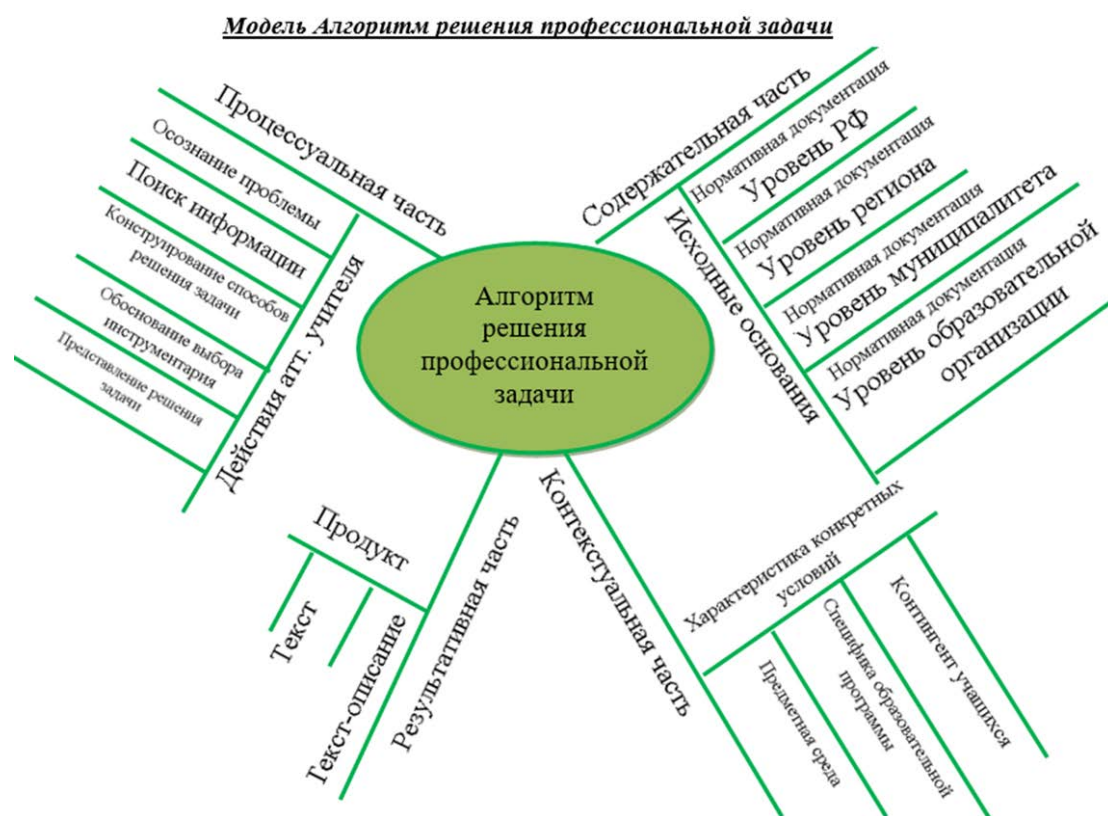 Модель Алгоритм решения профессиональной задачи
Процессуальная часть
Осознание проблемы
Поиск информации
Конструирование способов
решения задачи
Обоснование выбора
инструментария
Представление решения
задачи
Действия атт. учителя
Содержательная часть
Нормативная документация
Уровень РФ
Нормативная документация
Уровень региона
Нормативная документация
Уровень муниципалитета
Нормативная документация
Уровень образовательной
организации
Исходные основания
Алгоритм
решения
профессиональной
задачи
Продукт
Текст
Текст-описание
Результативная часть
Контекстуальная часть
Характеристика конкретных
условий
Предметная среда
Специфика образовательной
программы
Контингент учащихся